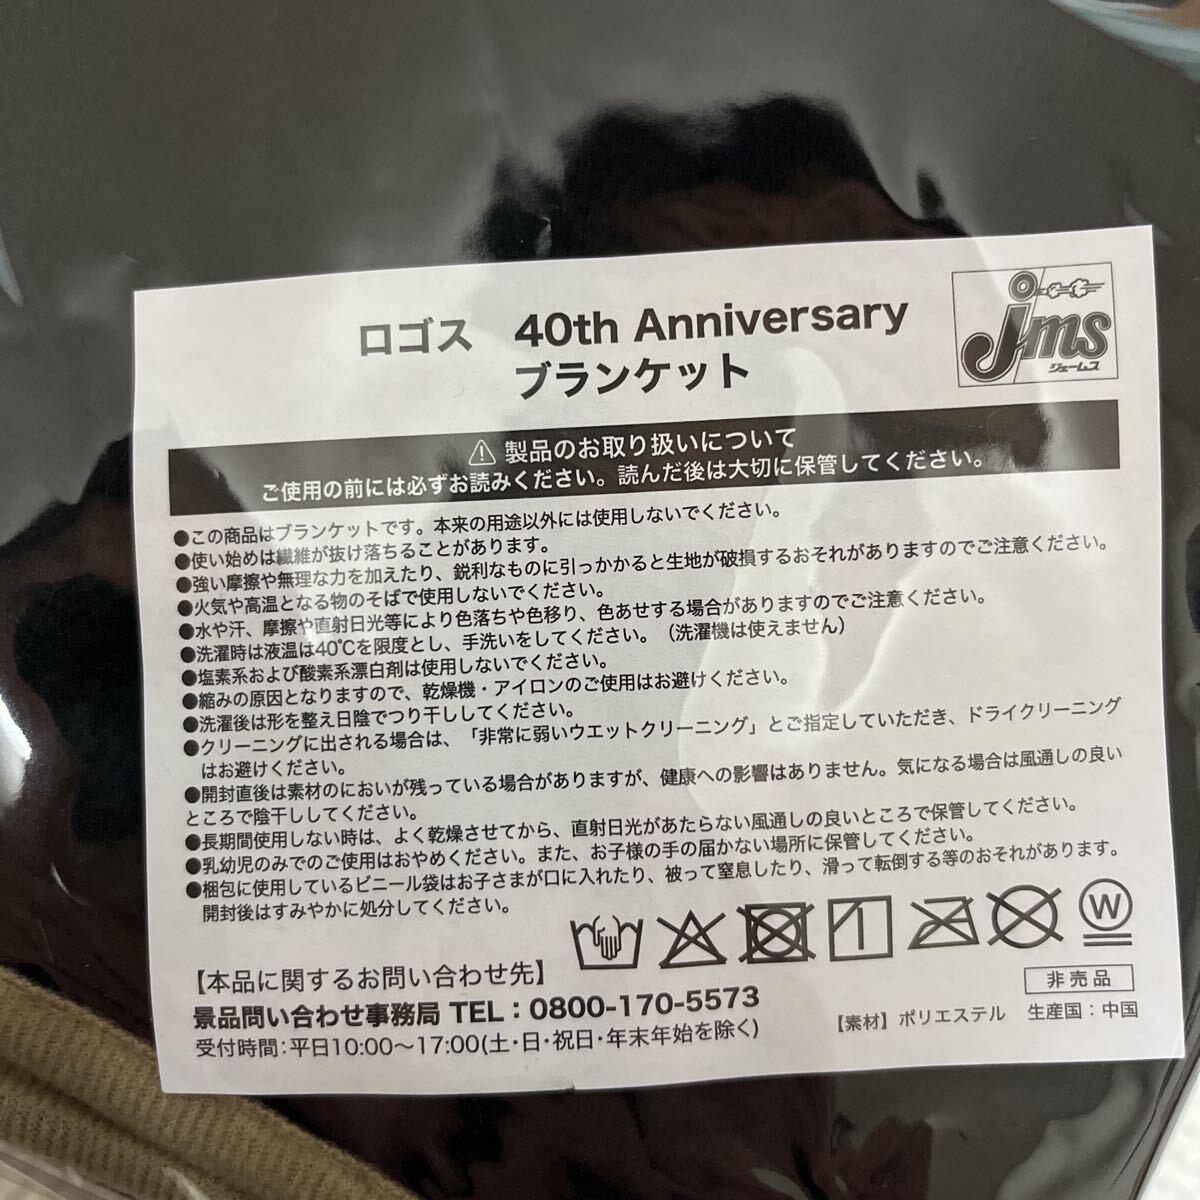 ロゴス 40th Anniversary
ブランケット
jms
ジェームス
製品のお取り扱いについて
ご使用の前には必ずお読みください。読んだ後は大切に保管してください。
●この商品はブランケットです。本来の用途以外には使用しないでください。
●使い始めは繊維が抜け落ちることがあります。
●強い摩擦や無理な力を加えたり、鋭利なものに引っかかると生地が破損するおそれがありますのでご注意ください。
●火気や高温となる物のそばで使用しないでください。
●水や汗、摩擦や直射日光等により色落ちや色移り、色あせする場合がありますのでご注意ください。
●洗濯時は液温は40℃を限度とし、手洗いをしてください。(洗濯機は使えません)
●塩素系および酸素系漂白剤は使用しないでください。
●縮みの原因となりますので、乾燥機・アイロンのご使用はお避けください。
●洗濯後は形を整え日陰でつり干ししてください。
●クリーニングに出される場合は、「非常に弱いウエットクリーニング」とご指定していただき、ドライクリーニング
はお避けください。
●開封直後は素材のにおいが残っている場合がありますが、健康への影響はありません。気になる場合は風通しの良い
ところで陰干ししてください。
●長期間使用しない時は、よく乾燥させてから、直射日光があたらない風通しの良いところで保管してください。
●乳幼児のみでのご使用はおやめください。また、お子様の手の届かない場所に保管してください。
●梱包に使用しているビニール袋はお子さまが口に入れたり、被って窒息したり、滑って転倒する等のおそれがあります。
開封後はすみやかに処分してください。
W
【本品に関するお問い合わせ先】
景品問い合わせ事務局 TEL：0800-170-5573
受付時間：平日10:00〜17:00(土・日・祝日・年末年始を除く)
非売品
【素材】ポリエステル 生産国：中国